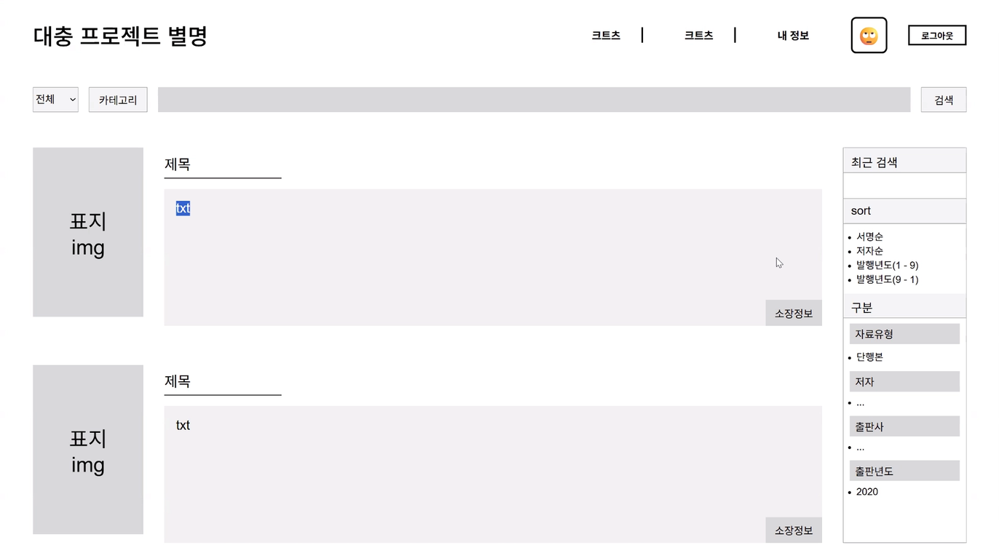 대충 프로젝트 별명
크트츠
크트츠
내 정보
로그아웃
전체
카테고리
검색
표지
img
제목
txt
소장정보
표지
img
제목
txt
소장정보
최근 검색
sort
서명순
저자순
발행년도(1 - 9)
발행년도(9 - 1)
구분
자료유형
단행본
저자
...
출판사
...
출판년도
2020